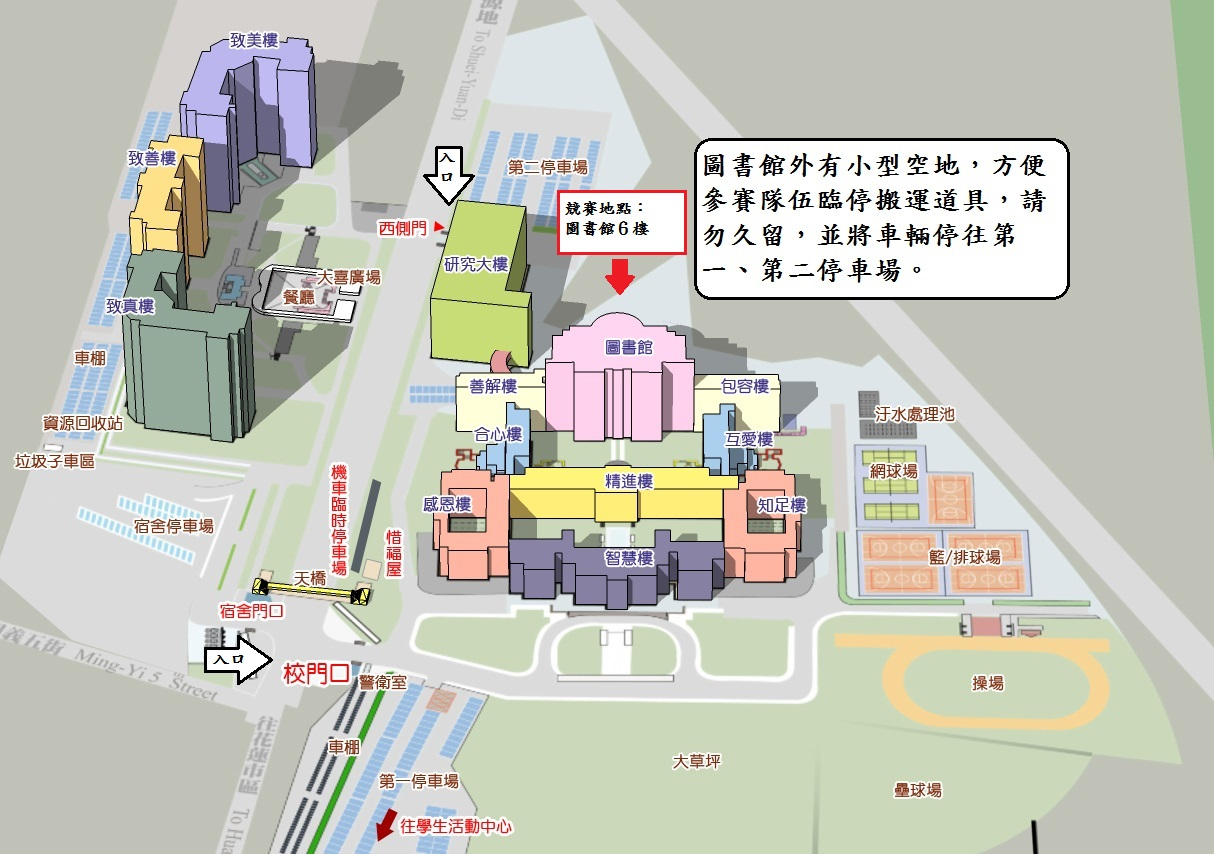 源地 To Shuei-Yuan-Di
致美樓
致善樓
致真樓
大喜廣場
餐廳
車棚
資源回收站
垃圾子車區
宿舍停車場
入口
第二停車場
西側門
研究大樓
競賽地點：
圖書館6樓
圖書館外有小型空地，方便
參賽隊伍臨停搬運道具，請
勿久留，並將車輛停往第
一、第二停車場。
圖書館
善解樓
包容樓
合心樓
互愛樓
精進樓
感恩樓
知足樓
智慧樓
汙水處理池
網球場
籃/排球場
機車臨時停車場
惜福屋
天橋
宿舍門口
入口
校門口
警衛室
義五街 Ming-Yi 5 Street
往花蓮市區 To Hua
車棚
第一停車場
往學生活動中心
大草坪
操場
壘球場